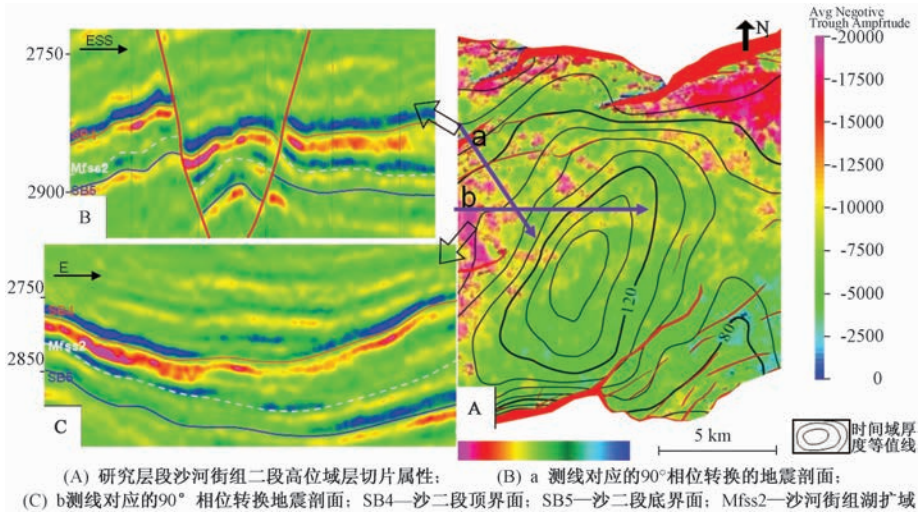 2750
ESS
SB4
Mfss2
2900
SB5
B
E
2750
SB4
Mfss2
2850
SB5
C
N
a
b
120
80
A
5 km
Avg Negotive
Trough Ampfrtude
-20000
-17500
-15000
-12500
-10000
-7500
-5000
-2500
0
时间域厚
度等值线
(A) 研究层段沙河街组二段高位域层切片属性; (B) a 测线对应的90°相位转换的地震剖面;
(C) b测线对应的90° 相位转换地震剖面; SB4—沙二段顶界面; SB5—沙二段底界面; Mfss2—沙河街组湖扩域